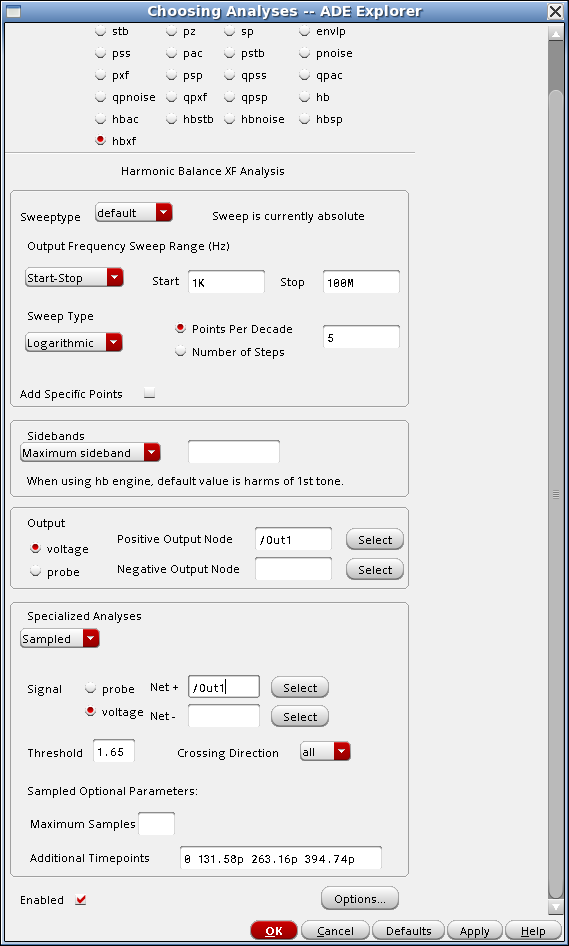 Choosing Analyses -- ADE Explorer
stb pz sp envlp
pss pac pstb pnoise
pxf psp qpss qpac
qpnoise qpxf qpsp hb
hbac hbstb hbnoise hbsp
hbxf
Harmonic Balance XF Analysis
Sweeptype default Sweep is currently absolute
Output Frequency Sweep Range (Hz)
Start-Stop Start 1K Stop 100M
Sweep Type
Points Per Decade 5
Logarithmic
Number of Steps
Add Specific Points
Sidebands
Maximum sideband
When using hb engine, default value is harms of 1st tone.
Output
Positive Output Node /Out1 Select
voltage
probe
Negative Output Node Select
Specialized Analyses
Sampled
Signal probe Net + /Out1 Select
voltage Net - Select
Threshold 1.65 Crossing Direction all
Sampled Optional Parameters:
Maximum Samples
Additional Timepoints 0 131.58p 263.16p 394.74p
Enabled Options...
OK Cancel Defaults Apply Help